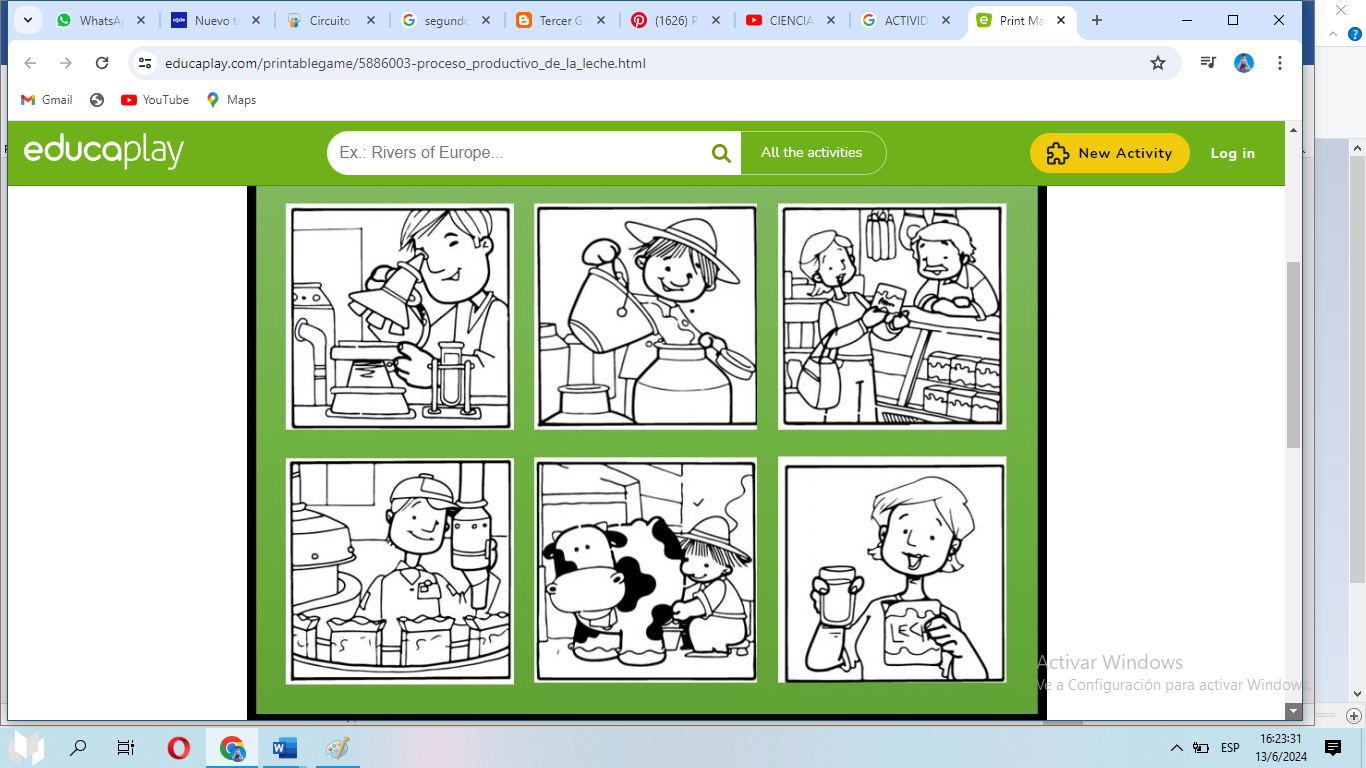 WhatsA
Nuevo t
Circuito
segundo
Tercer G
(1626) P
CIENCIA
ACTIVID
Print Ma
educaplay.com/printablegame/5886003-proceso_productivo_de_la_leche.html
Gmail
YouTube
Maps
educaplay
Ex.: Rivers of Europe...
All the activities
New Activity
Log in
Activar Windows
Ve a Configuración para activar Windows.
ESP
16:23:31
13/6/2024